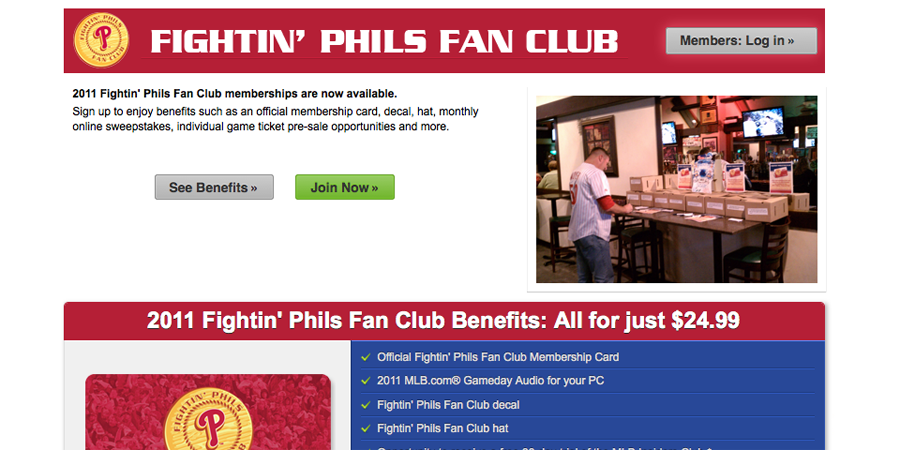 FIGHTIN' PHILS
P
FAN CLUB
FIGHTIN' PHILS FAN CLUB
Members: Log in »
2011 Fightin' Phils Fan Club memberships are now available.
Sign up to enjoy benefits such as an official membership card, decal, hat, monthly
online sweepstakes, individual game ticket pre-sale opportunities and more.
See Benefits »
Join Now »
2011 Fightin' Phils Fan Club Benefits: All for just $24.99
FIGHTIN' PHILS
P
Official Fightin' Phils Fan Club Membership Card
2011 MLB.com® Gameday Audio for your PC
Fightin' Phils Fan Club decal
Fightin' Phils Fan Club hat